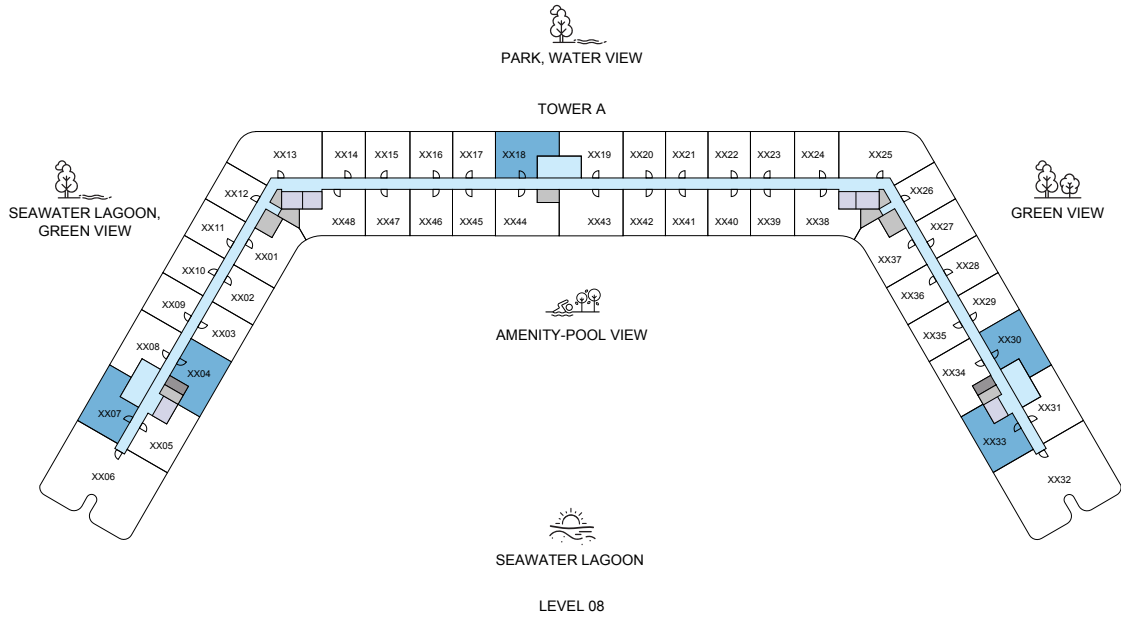 PARK, WATER VIEW
TOWER A
XX13 XX14 XX15 XX16 XX17 XX18 XX19 XX20 XX21 XX22 XX23 XX24 XX25
XX12 XX26
SEAWATER LAGOON,
GREEN VIEW
GREEN VIEW
XX48 XX47 XX46 XX45 XX44 XX43 XX42 XX41 XX40 XX39 XX38
XX11 XX27
XX01 XX37
XX10 XX28
XX02 XX36
XX09 XX29
XX03 XX35
AMENITY-POOL VIEW
XX08 XX30
XX04 XX34
XX07 XX31
XX05 XX33
XX06 XX32
SEAWATER LAGOON
LEVEL 08